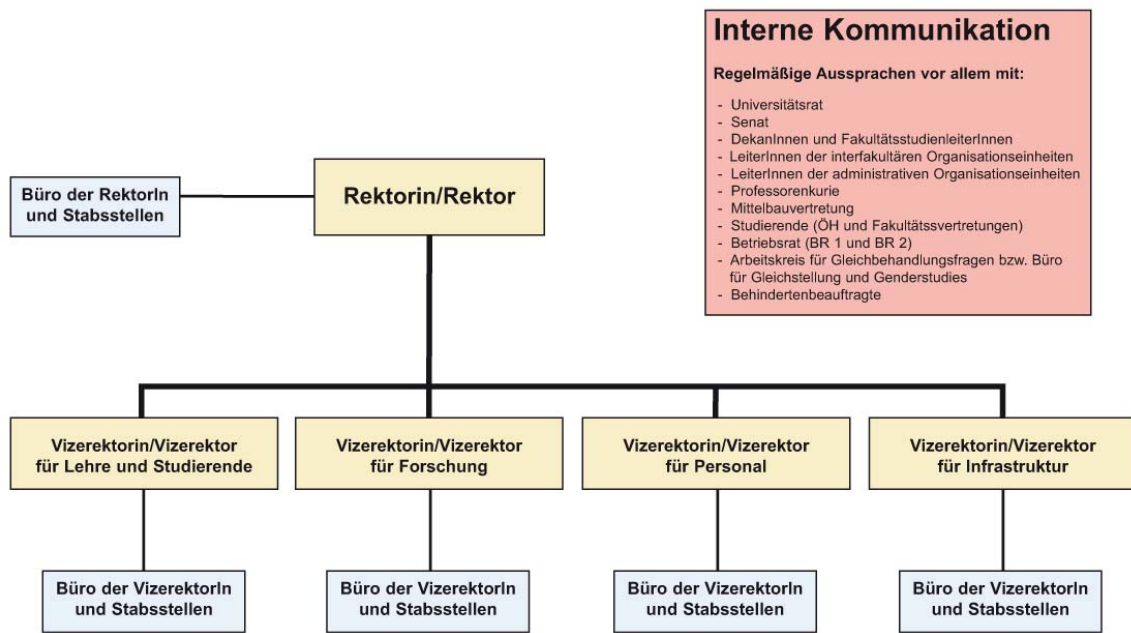 Interne Kommunikation
Regelmäßige Aussprachen vor allem mit:
- Universitätsrat
- Senat
- DekanInnen und FakultätsstudienleiterInnen
- LeiterInnen der interfakultären Organisationseinheiten
- LeiterInnen der administrativen Organisationseinheiten
- Professorenkurie
- Mittelbauvertretung
- Studierende (ÖH und Fakultätssvertretungen)
- Betriebsrat (BR 1 und BR 2)
- Arbeitskreis für Gleichbehandlungsfragen bzw. Büro
für Gleichstellung und Genderstudies
- Behindertenbeauftragte
Büro der RektorIn
und Stabsstellen
Rektorin/Rektor
Vizerektorin/Vizerektor
für Lehre und Studierende
Vizerektorin/Vizerektor
für Forschung
Vizerektorin/Vizerektor
für Personal
Vizerektorin/Vizerektor
für Infrastruktur
Büro der VizerektorIn
und Stabsstellen
Büro der VizerektorIn
und Stabsstellen
Büro der VizerektorIn
und Stabsstellen
Büro der VizerektorIn
und Stabsstellen